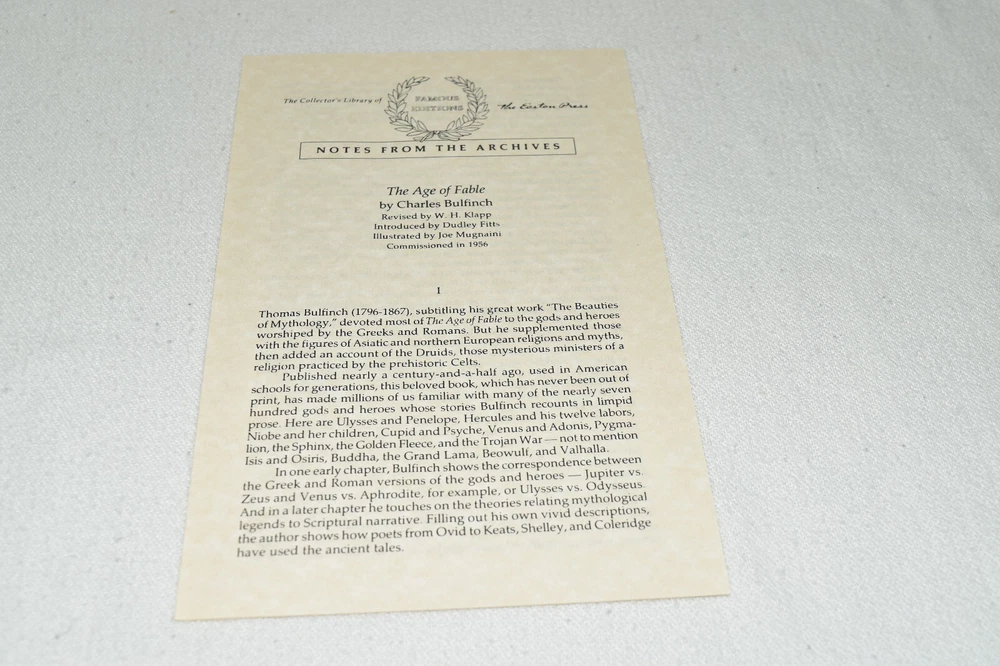 The Collector's Library of
FAMOUS
EDITIONS
the Easton Press
NOTES FROM THE ARCHIVES
The Age of Fable
by Charles Bulfinch
Revised by W. H. Klapp
Introduced by Dudley Fitts
Illustrated by Joe Mugnaini
Commissioned in 1956
1
Thomas Bulfinch (1796-1867), subtitling his great work "The Beauties
of Mythology," devoted most of The Age of Fable to the gods and heroes
worshiped by the Greeks and Romans. But he supplemented those
with the figures of Asiatic and northern European religions and myths,
then added an account of the Druids, those mysterious ministers of a
religion practiced by the prehistoric Celts.
Published nearly a century-and-a-half ago, used in American
schools for generations, this beloved book, which has never been out of
print, has made millions of us familiar with many of the nearly seven
hundred gods and heroes whose stories Bulfinch recounts in limpid
prose. Here are Ulysses and Penelope, Hercules and his twelve labors,
Niobe and her children, Cupid and Psyche, Venus and Adonis, Pygma-
lion, the Sphinx, the Golden Fleece, and the Trojan War — not to mention
Isis and Osiris, Buddha, the Grand Lama, Beowulf, and Valhalla.
In one early chapter, Bulfinch shows the correspondence between
the Greek and Roman versions of the gods and heroes — Jupiter vs.
Zeus and Venus vs. Aphrodite, for example, or Ulysses vs. Odysseus.
And in a later chapter he touches on the theories relating mythological
legends to Scriptural narrative. Filling out his own vivid descriptions,
the author shows how poets from Ovid to Keats, Shelley, and Coleridge
have used the ancient tales.